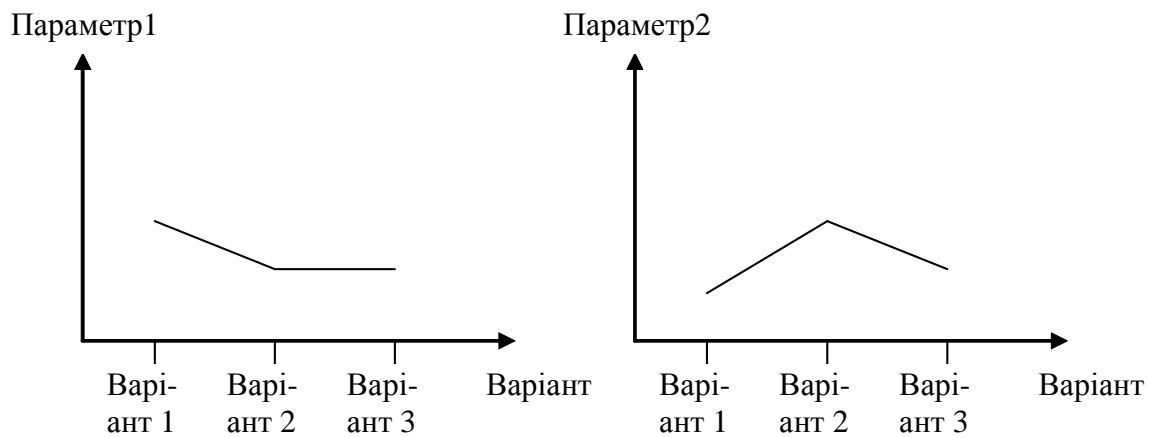 Параметр1
Параметр2
Варі-
ант 1
Варі-
ант 2
Варі-
ант 3
Варіант
Варі-
ант 1
Варі-
ант 2
Варі-
ант 3
Варіант